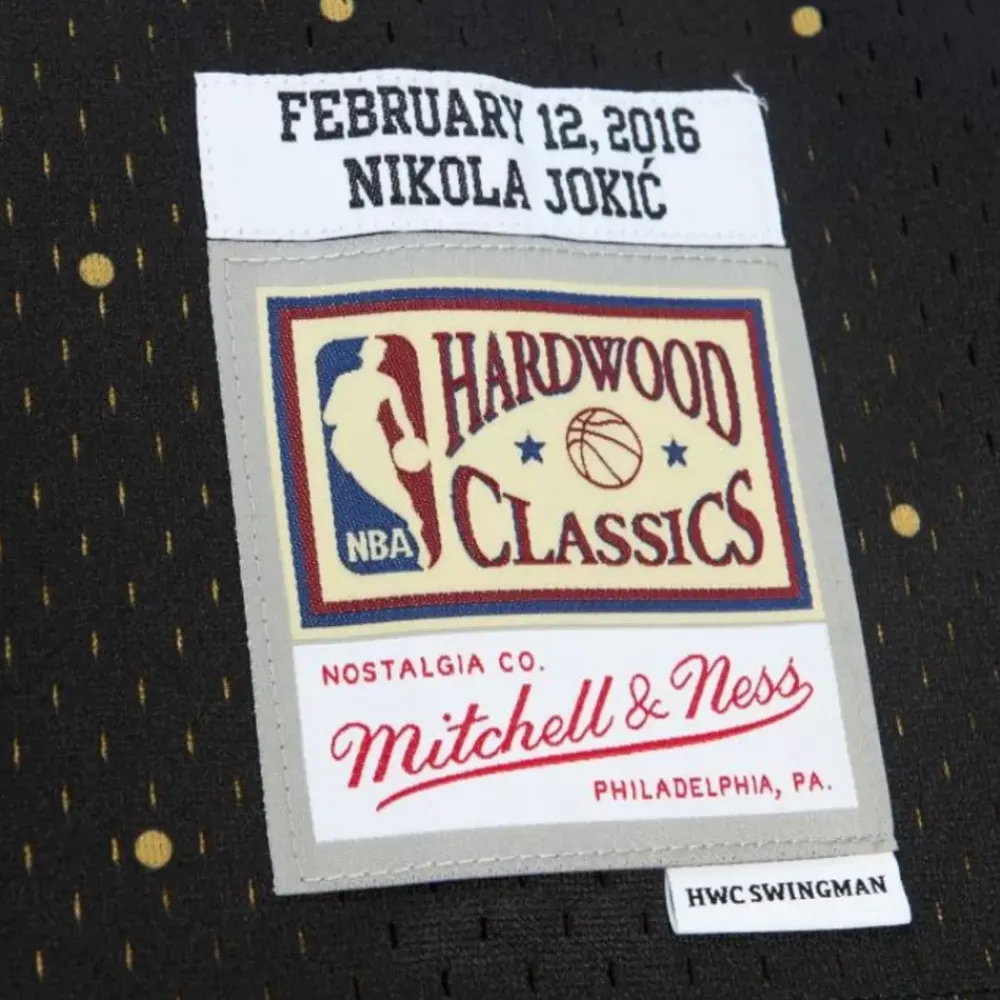 FEBRUARY 12, 2016
NIKOLA JOKIĆ
HARDWOOD
CLASSICS
NBA
NOSTALGIA CO.
Mitchell & Ness
PHILADELPHIA, PA.
HWC SWINGMAN